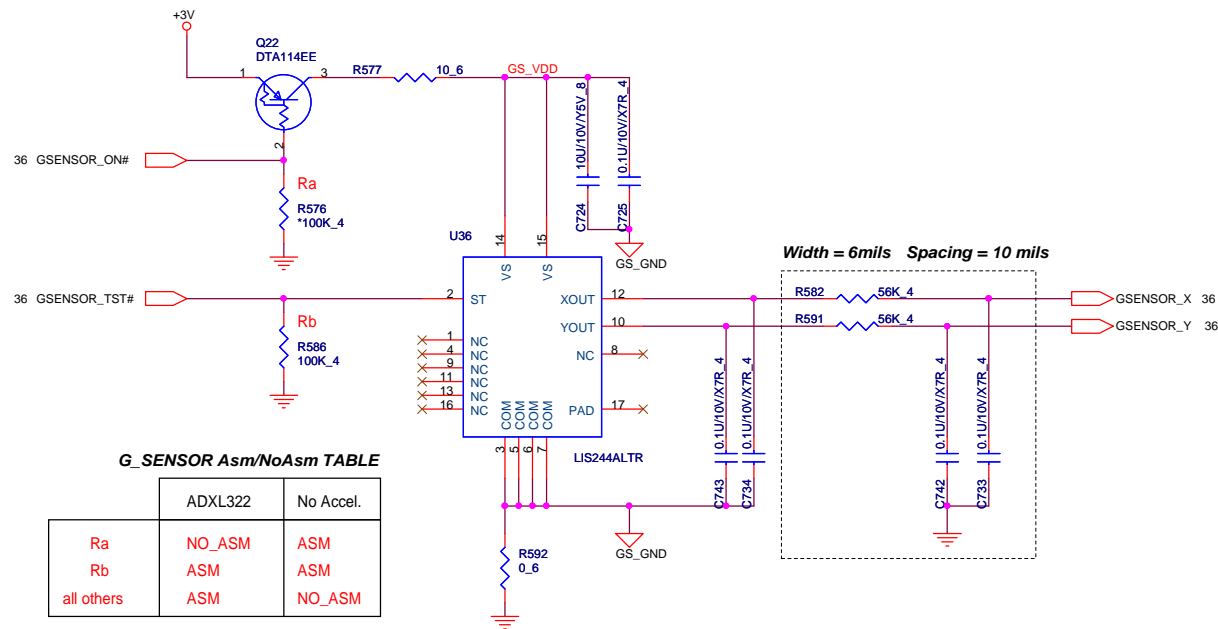 +3V
Q22
DTA114EE
1
3
2
R577
10_6
GS_VDD
10U/10V/Y5V_8
0.1U/10V/X7R_4
C724
C725
GS_GND
36 GSENSOR_ON#
Ra
R576
*100K_4
U36
14
15
VS
VS
Width = 6mils Spacing = 10 mils
36 GSENSOR_TST#
2
ST
XOUT
12
R582
56K_4
GSENSOR_X 36
YOUT
10
R591
56K_4
GSENSOR_Y 36
Rb
R586
100K_4
1
NC
4
NC
9
NC
11
NC
13
NC
16
NC
NC
8
PAD
17
COM
COM
COM
COM
3
5
6
7
LIS244ALTR
0.1U/10V/X7R_4
0.1U/10V/X7R_4
C743
C734
0.1U/10V/X7R_4
0.1U/10V/X7R_4
C742
C733
R592
0_6
GS_GND
G_SENSOR Asm/NoAsm TABLE
ADXL322 No Accel.
Ra NO_ASM ASM
Rb ASM ASM
all others ASM NO_ASM